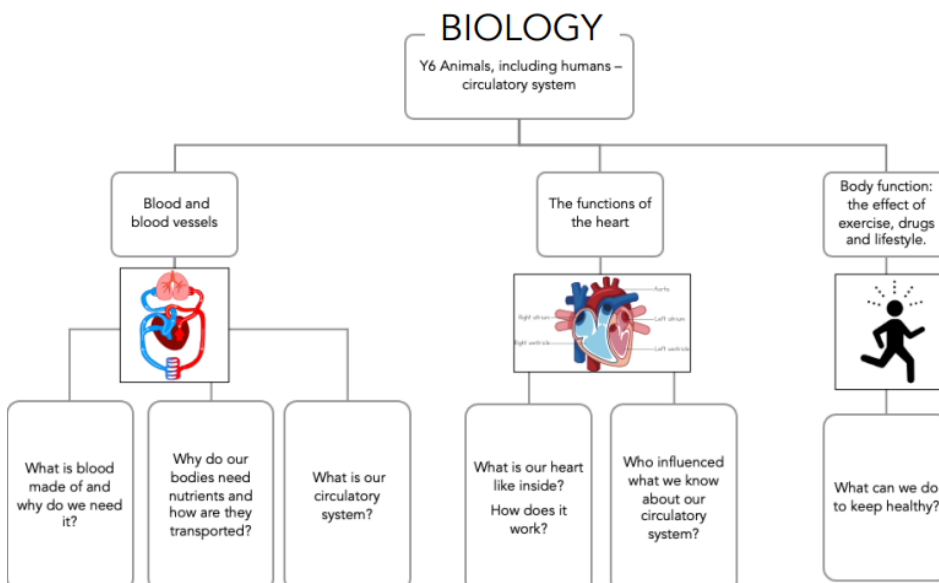 BIOLOGY
Y6 Animals, including humans –
circulatory system
Blood and
blood vessels
The functions of
the heart
Body function:
the effect of
exercise, drugs
and lifestyle.
Aorta
Right atrium
Left atrium
Right ventricle
Left ventricle
What is blood
made of and
why do we need
it?
Why do our
bodies need
nutrients and
how are they
transported?
What is our
circulatory
system?
What is our heart
like inside?
How does it
work?
Who influenced
what we know
about our
circulatory
system?
What can we do
to keep healthy?